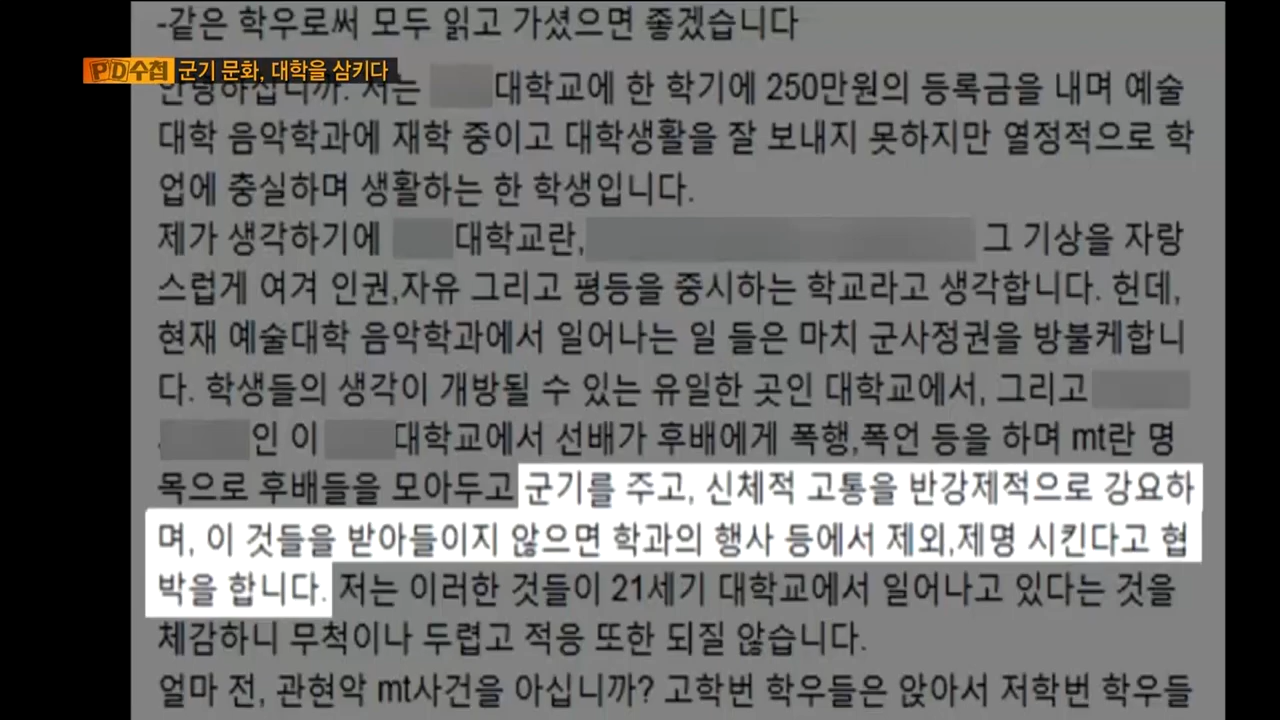 -같은 학우로써 모두 읽고 가셨으면 좋겠습니다
PD수첩 군기 문화, 대학을 삼키다
안녕하십니까. 저는 대학교에 한 학기에 250만원의 등록금을 내며 예술
대학 음악학과에 재학 중이고 대학생활을 잘 보내지 못하지만 열정적으로 학
업에 충실하며 생활하는 한 학생입니다.
제가 생각하기에 대학교란, 그 기상을 자랑
스럽게 여겨 인권,자유 그리고 평등을 중시하는 학교라고 생각합니다. 헌데,
현재 예술대학 음악학과에서 일어나는 일 들은 마치 군사정권을 방불케합니
다. 학생들의 생각이 개방될 수 있는 유일한 곳인 대학교에서, 그리고
인 이 대학교에서 선배가 후배에게 폭행,폭언 등을 하며 mt란 명
목으로 후배들을 모아두고 군기를 주고, 신체적 고통을 반강제적으로 강요하
며, 이 것들을 받아들이지 않으면 학과의 행사 등에서 제외,제명 시킨다고 협
박을 합니다. 저는 이러한 것들이 21세기 대학교에서 일어나고 있다는 것을
체감하니 무척이나 두렵고 적응 또한 되질 않습니다.
얼마 전, 관현악 mt사건을 아십니까? 고학번 학우들은 앉아서 저학번 학우들